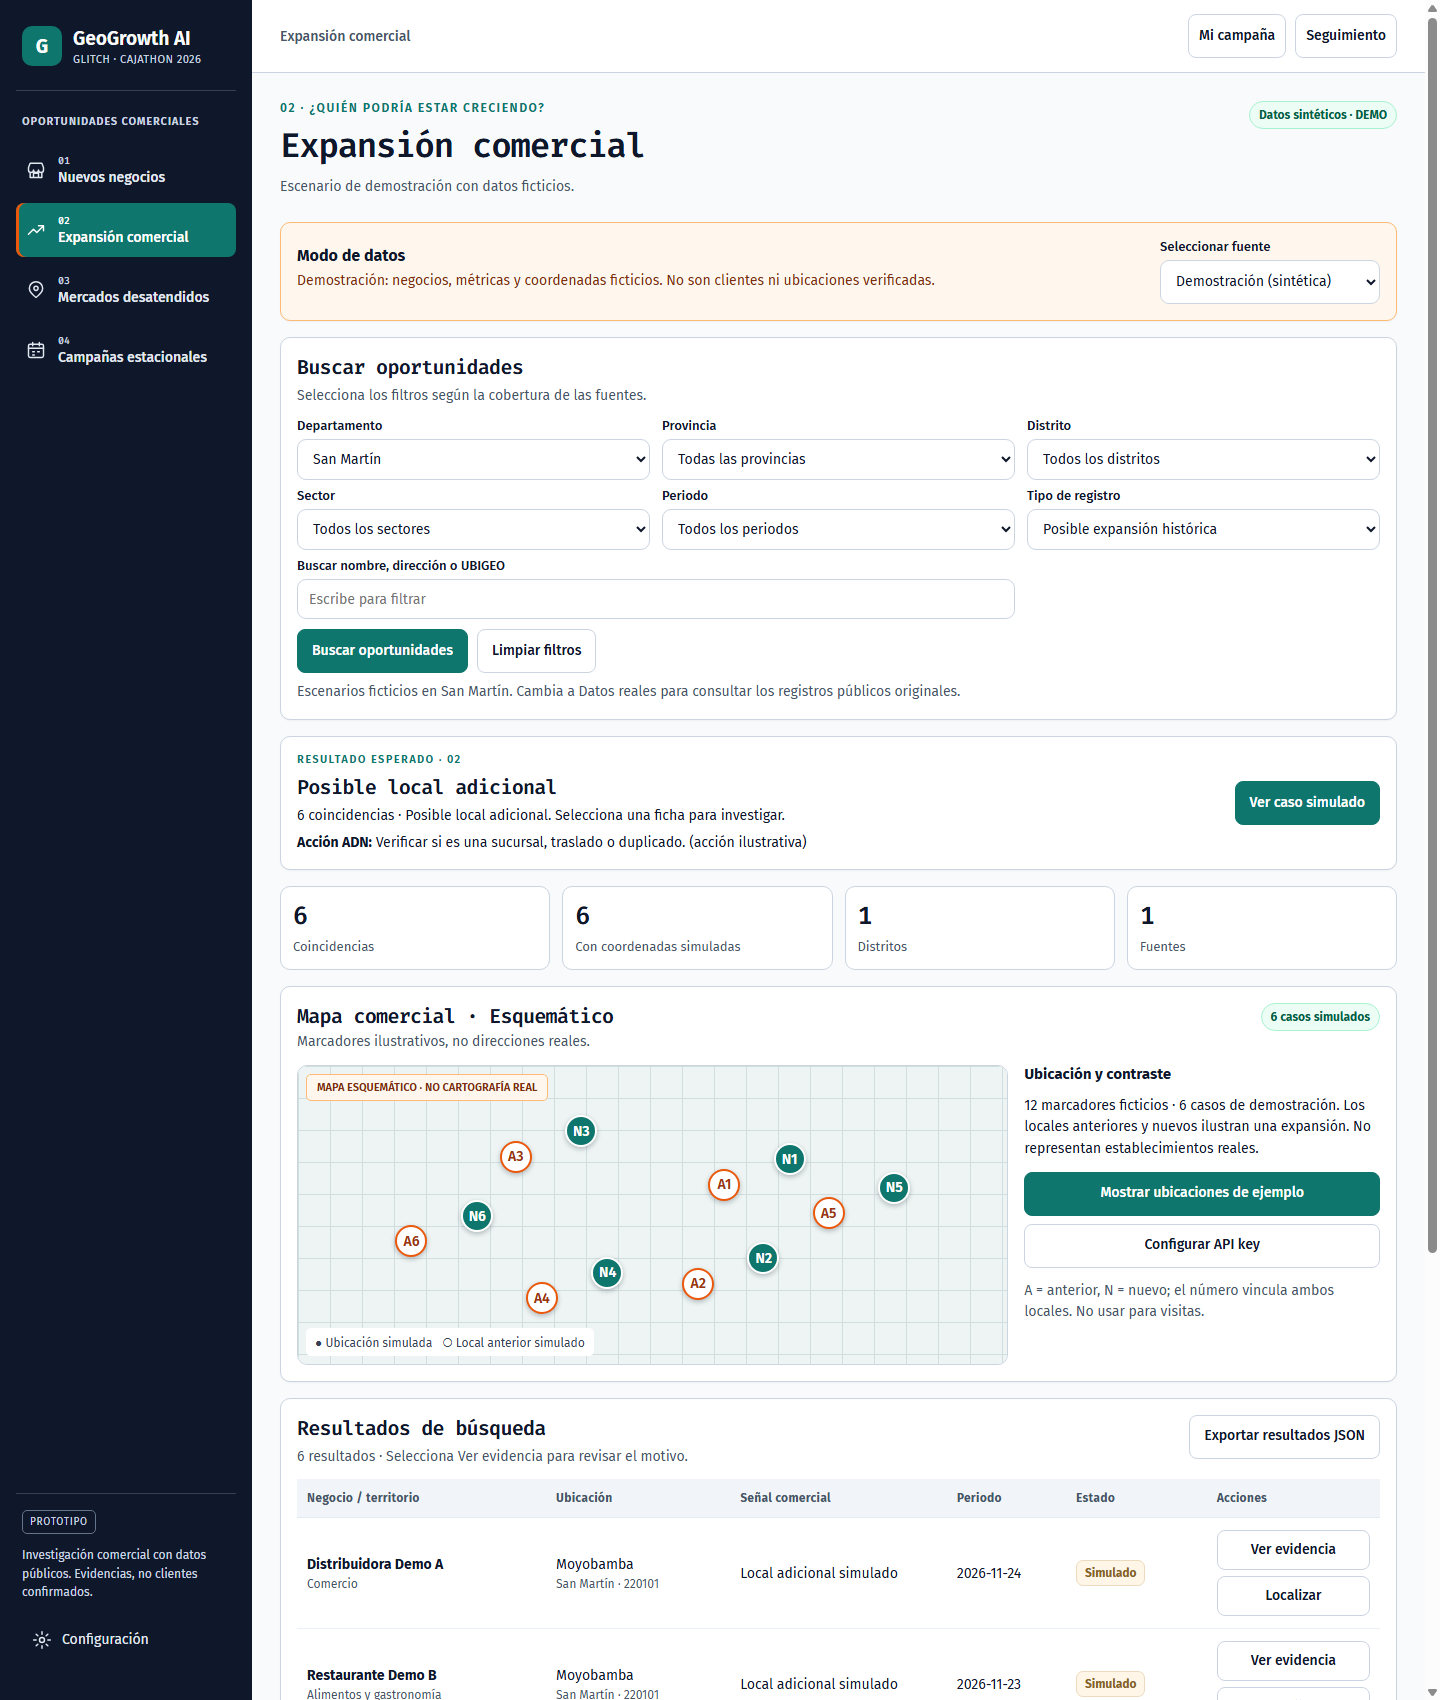 G
GeoGrowth AI
GLITCH · CAJATHON 2026
OPORTUNIDADES COMERCIALES
01
Nuevos negocios
02
Expansión comercial
03
Mercados desatendidos
04
Campañas estacionales
PROTOTIPO
Investigación comercial con datos
públicos. Evidencias, no clientes
confirmados.
Configuración
Expansión comercial
Mi campaña
Seguimiento
02 · ¿QUIÉN PODRÍA ESTAR CRECIENDO?
Expansión comercial
Escenario de demostración con datos ficticios.
Datos sintéticos · DEMO
Modo de datos
Demostración: negocios, métricas y coordenadas ficticios. No son clientes ni ubicaciones verificadas.
Seleccionar fuente
Demostración (sintética)
Buscar oportunidades
Selecciona los filtros según la cobertura de las fuentes.
Departamento
Provincia
Distrito
San Martín
Todas las provincias
Todos los distritos
Sector
Periodo
Tipo de registro
Todos los sectores
Todos los periodos
Posible expansión histórica
Buscar nombre, dirección o UBIGEO
Escribe para filtrar
Buscar oportunidades
Limpiar filtros
Escenarios ficticios en San Martín. Cambia a Datos reales para consultar los registros públicos originales.
RESULTADO ESPERADO · 02
Posible local adicional
6 coincidencias · Posible local adicional. Selecciona una ficha para investigar.
Acción ADN: Verificar si es una sucursal, traslado o duplicado. (acción ilustrativa)
Ver caso simulado
6
Coincidencias
6
Con coordenadas simuladas
1
Distritos
1
Fuentes
Mapa comercial · Esquemático
Marcadores ilustrativos, no direcciones reales.
6 casos simulados
MAPA ESQUEMÁTICO · NO CARTOGRAFÍA REAL
N3
A3
N1
A1
N5
A5
N6
A6
N2
N4
A2
A4
● Ubicación simulada ○ Local anterior simulado
Ubicación y contraste
12 marcadores ficticios · 6 casos de demostración. Los
locales anteriores y nuevos ilustran una expansión. No
representan establecimientos reales.
Mostrar ubicaciones de ejemplo
Configurar API key
A = anterior, N = nuevo; el número vincula ambos
locales. No usar para visitas.
Resultados de búsqueda
6 resultados · Selecciona Ver evidencia para revisar el motivo.
Exportar resultados JSON
Negocio / territorio
Ubicación
Señal comercial
Periodo
Estado
Acciones
Distribuidora Demo A
Comercio
Moyobamba
San Martín · 220101
Local adicional simulado
2026-11-24
Simulado
Ver evidencia
Localizar
Restaurante Demo B
Alimentos y gastronomía
Moyobamba
San Martín · 220101
Local adicional simulado
2026-11-23
Simulado
Ver evidencia